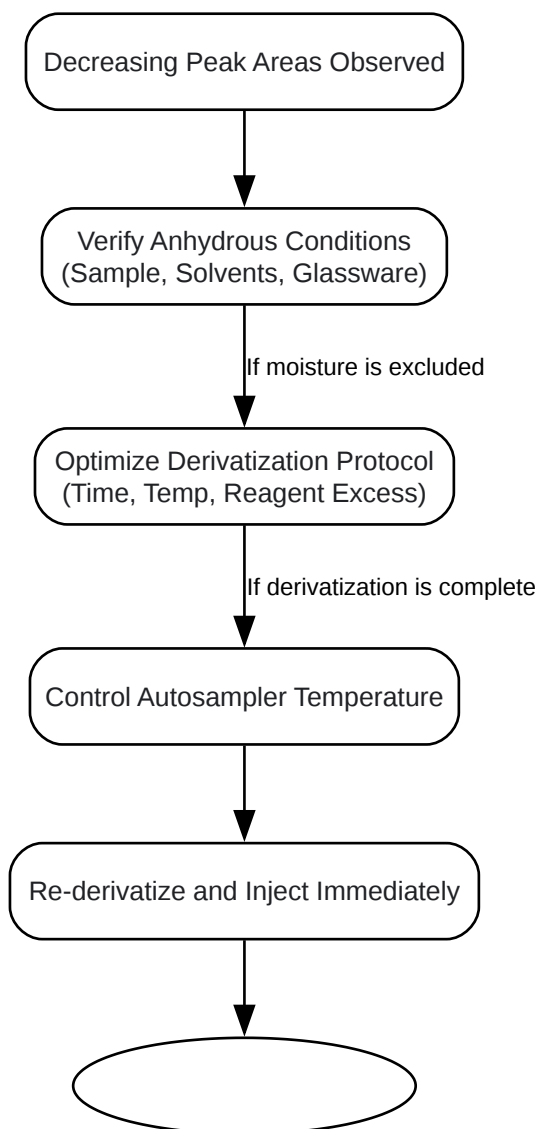 Decreasing Peak Areas Observed
Verify Anhydrous Conditions
(Sample, Solvents, Glassware)
If moisture is excluded
Optimize Derivatization Protocol
(Time, Temp, Reagent Excess)
If derivatization is complete
Control Autosampler Temperature
Re-derivatize and Inject Immediately